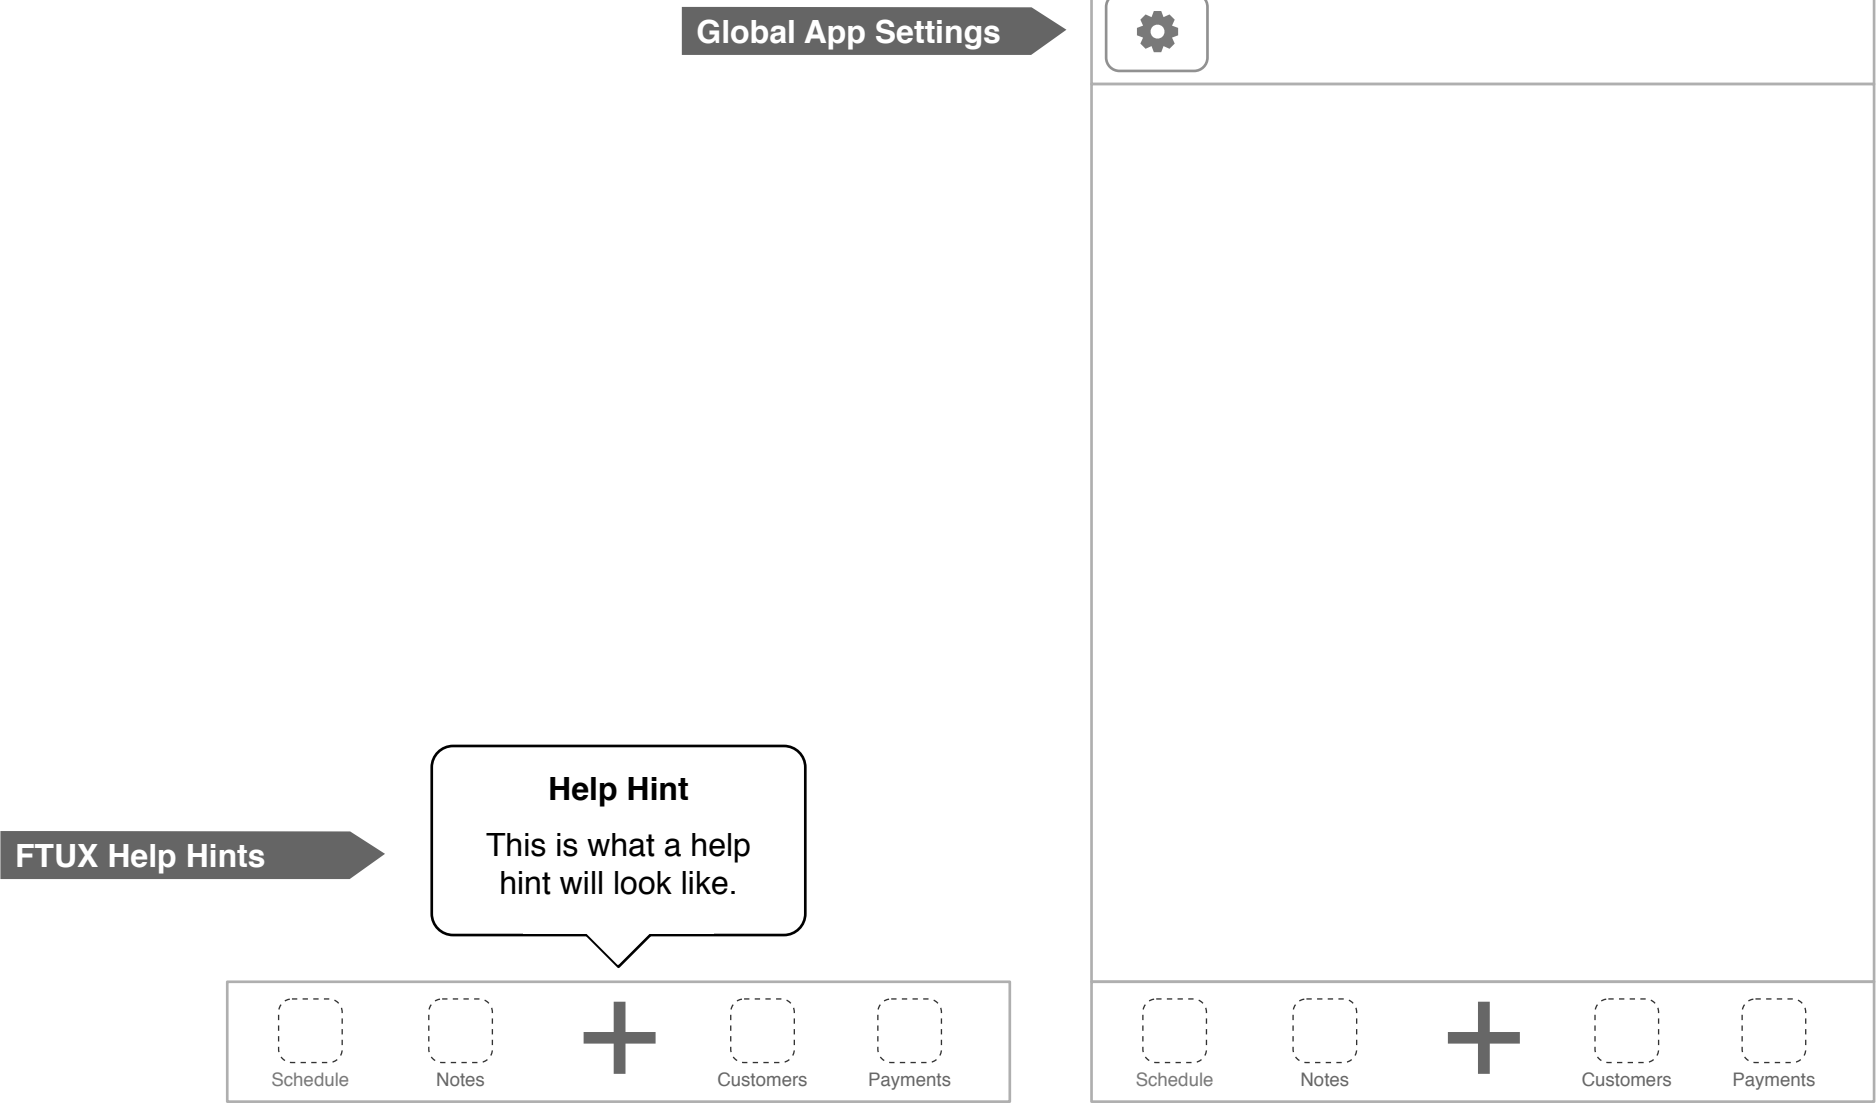 Global App Settings
Help Hint
This is what a help
hint will look like.
FTUX Help Hints
Schedule
Notes
Customers
Payments
Schedule
Notes
Customers
Payments